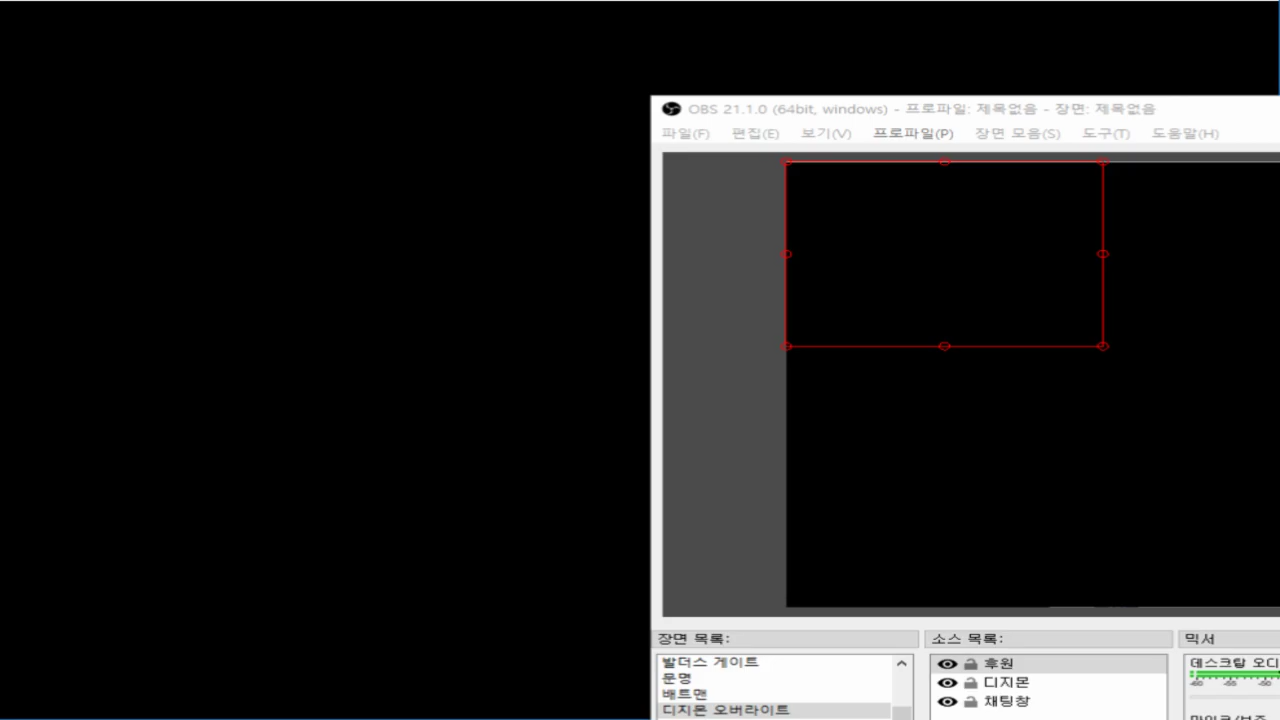 OBS 21.1.0 (64bit, windows) - 프로파일: 제목없음 - 장면: 제목없음
파일(F) 편집(E) 보기(V) 프로파일(P) 장면 모음(S) 도구(T) 도움말(H)
장면 목록: 소스 목록: 믹서
발더스 게이트
문명
배트맨
디지몬 오버라이트
후원
디지몬
채팅창
데스크탑 오디
-60 -55 -50